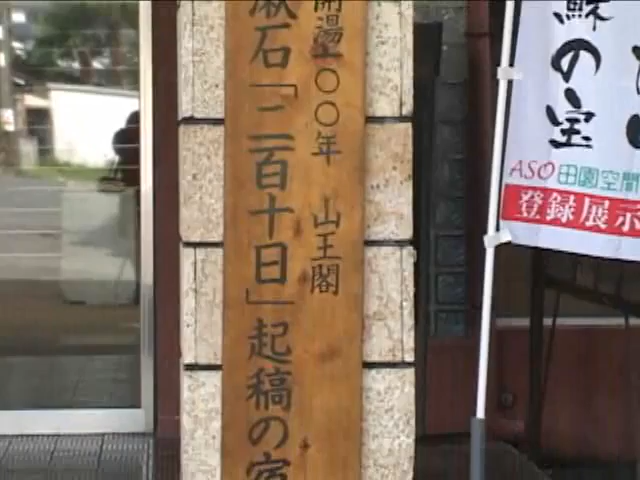 開湯一〇〇年 山王閣
漱石「二百十日」起稿の宿
蘇の宝
ASO田園空間
登録展示